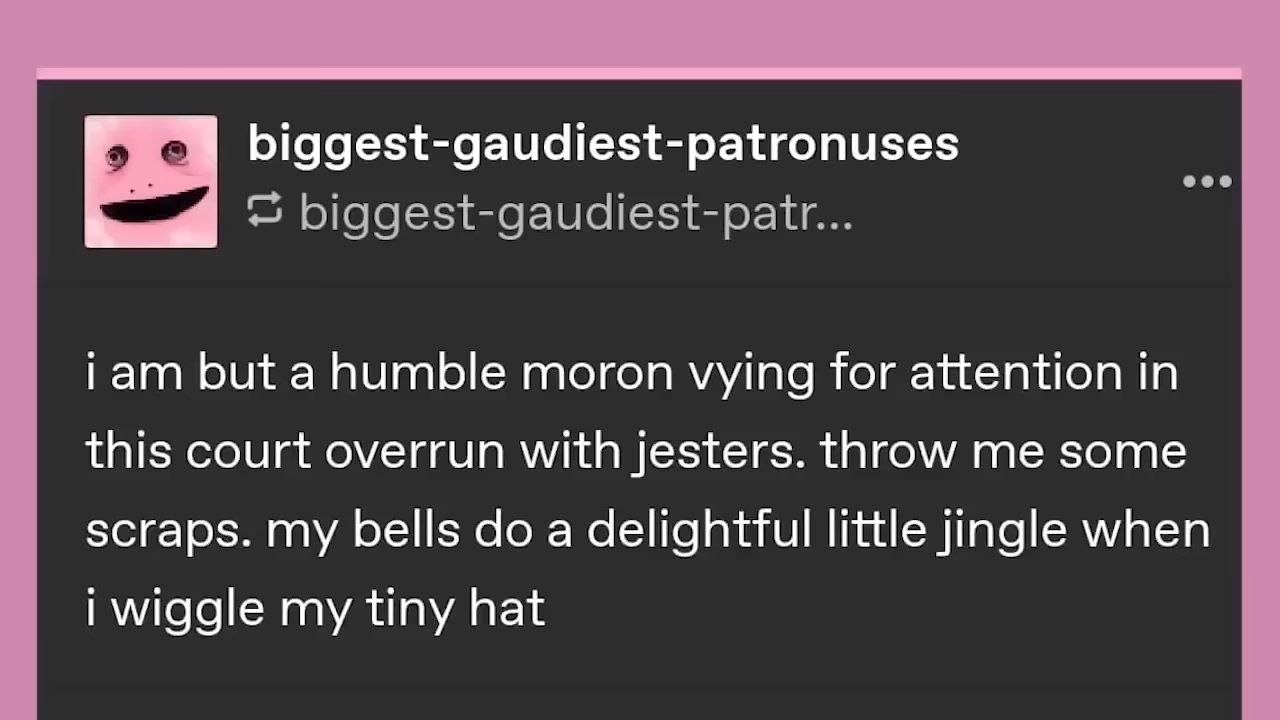 biggest-gaudiest-patronuses
biggest-gaudiest-patr...
i am but a humble moron vying for attention in
this court overrun with jesters. throw me some
scraps. my bells do a delightful little jingle when
i wiggle my tiny hat